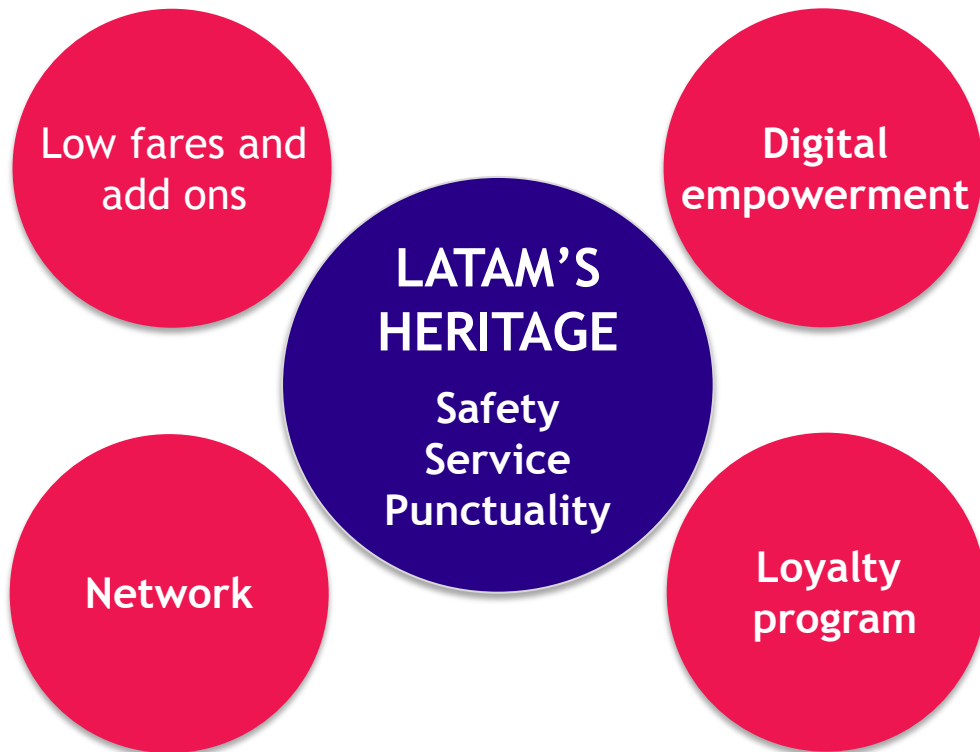 Low fares and
add ons
Digital
empowerment
LATAM’S
HERITAGE
Safety
Service
Punctuality
Network
Loyalty
program